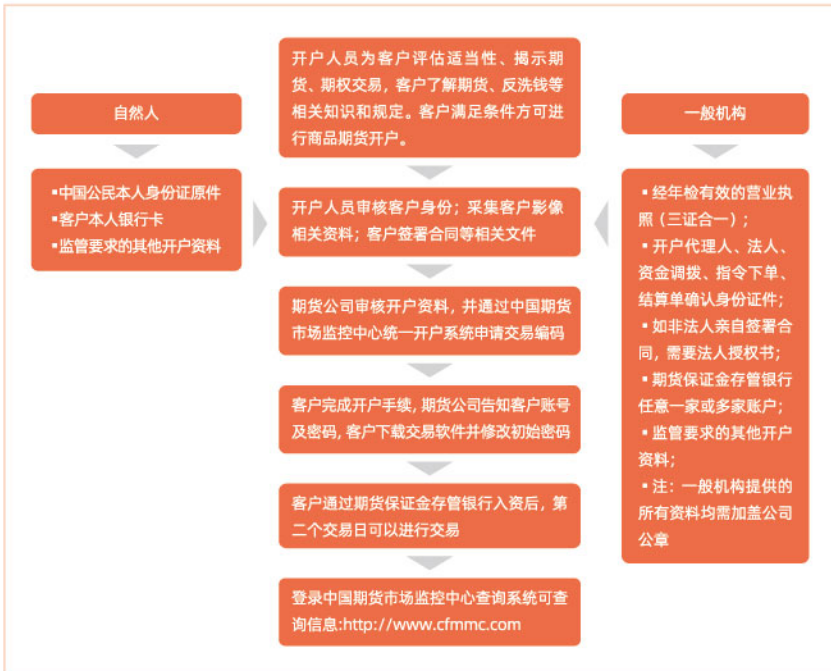 自然人
▪中国公民本人身份证原件
▪客户本人银行卡
▪监管要求的其他开户资料
开户人员为客户评估适当性、揭示期
货、期权交易，客户了解期货、反洗钱等
相关知识和规定。客户满足条件方可进
行商品期货开户。
开户人员审核客户身份；采集客户影像
相关资料；客户签署合同等相关文件
期货公司审核开户资料，并通过中国期货
市场监控中心统一开户系统申请交易编码
客户完成开户手续，期货公司告知客户账号
及密码，客户下载交易软件并修改初始密码
客户通过期货保证金存管银行入资后，第
二个交易日可以进行交易
登录中国期货市场监控中心查询系统可查
询信息:http://www.cfmmc.com
一般机构
▪ 经年检有效的营业执
照（三证合一）；
▪ 开户代理人、法人、
资金调拨、指令下单、
结算单确认身份证件；
▪ 如非法人亲自签署合
同，需要法人授权书；
▪ 期货保证金存管银行
任意一家或多家账户；
▪ 监管要求的其他开户
资料；
▪ 注：一般机构提供的
所有资料均需加盖公司
公章